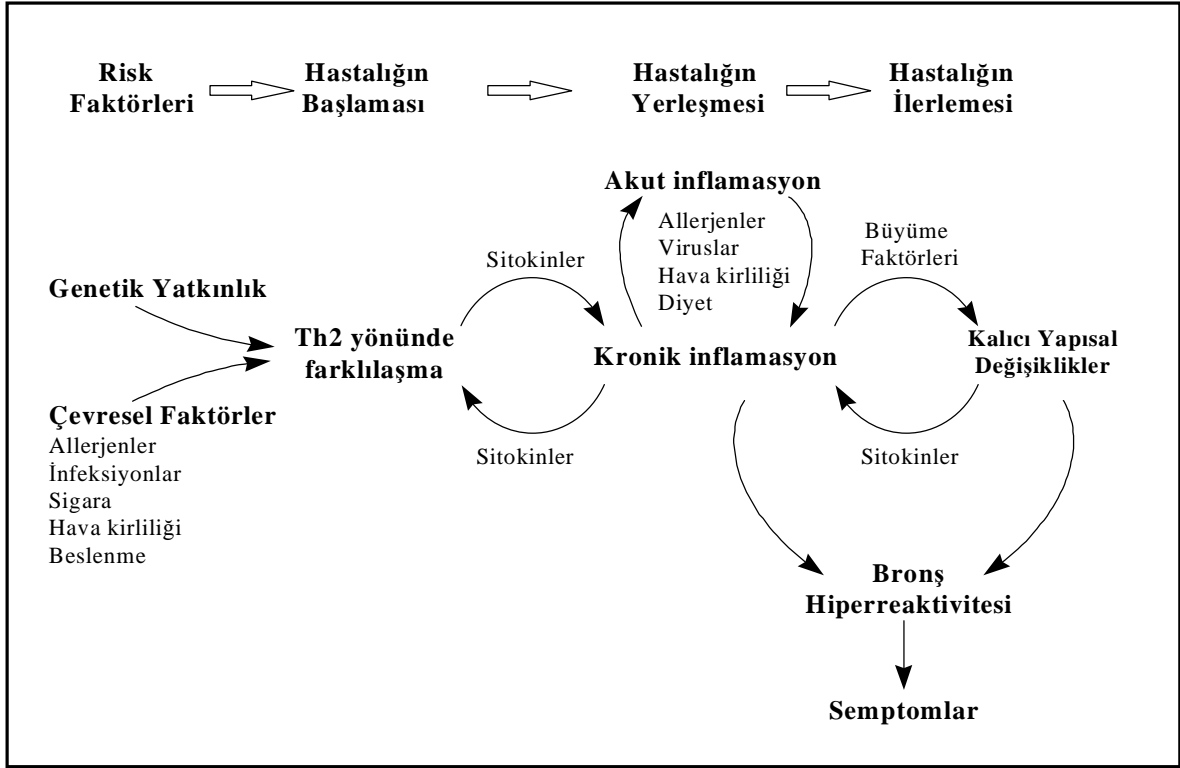 Risk
Faktörleri
Hastalığın
Başlaması
Hastalığın
Yerleşmesi
Hastalığın
İlerlemesi
Akut inflamasyon
Allerjenler
Viruslar
Hava kirliliği
Diyet
Büyüme
Faktörleri
Sitokinler
Genetik Yatkınlık
Th2 yönünde
farklılaşma
Kronik inflamasyon
Kalıcı Yapısal
Değişiklikler
Çevresel Faktörler
Allerjenler
İnfeksiyonlar
Sigara
Hava kirliliği
Beslenme
Sitokinler
Sitokinler
Bronş
Hiperreaktivitesi
Semptomlar